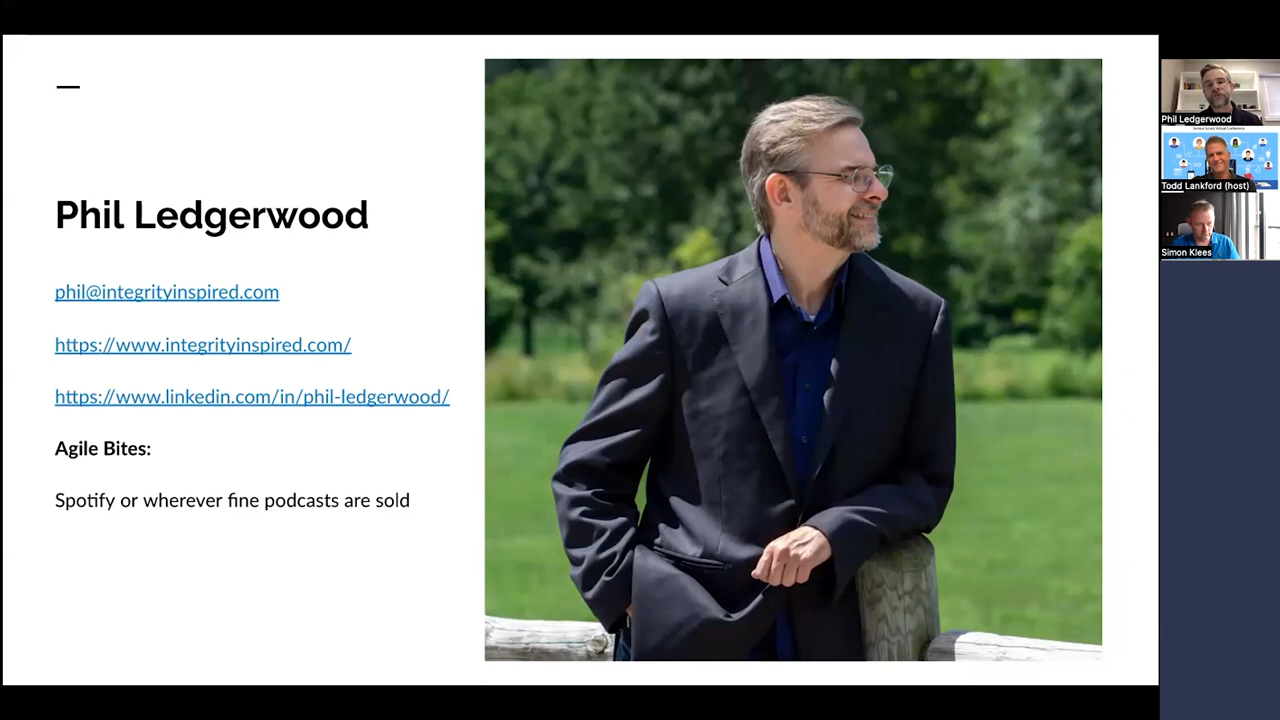 Phil Ledgerwood
phil@integrityinspired.com
https://www.integrityinspired.com/
https://www.linkedin.com/in/phil-ledgerwood/
Agile Bites:
Spotify or wherever fine podcasts are sold
Phil Ledgerwood
Todd Lankford (host)
Simon Klees